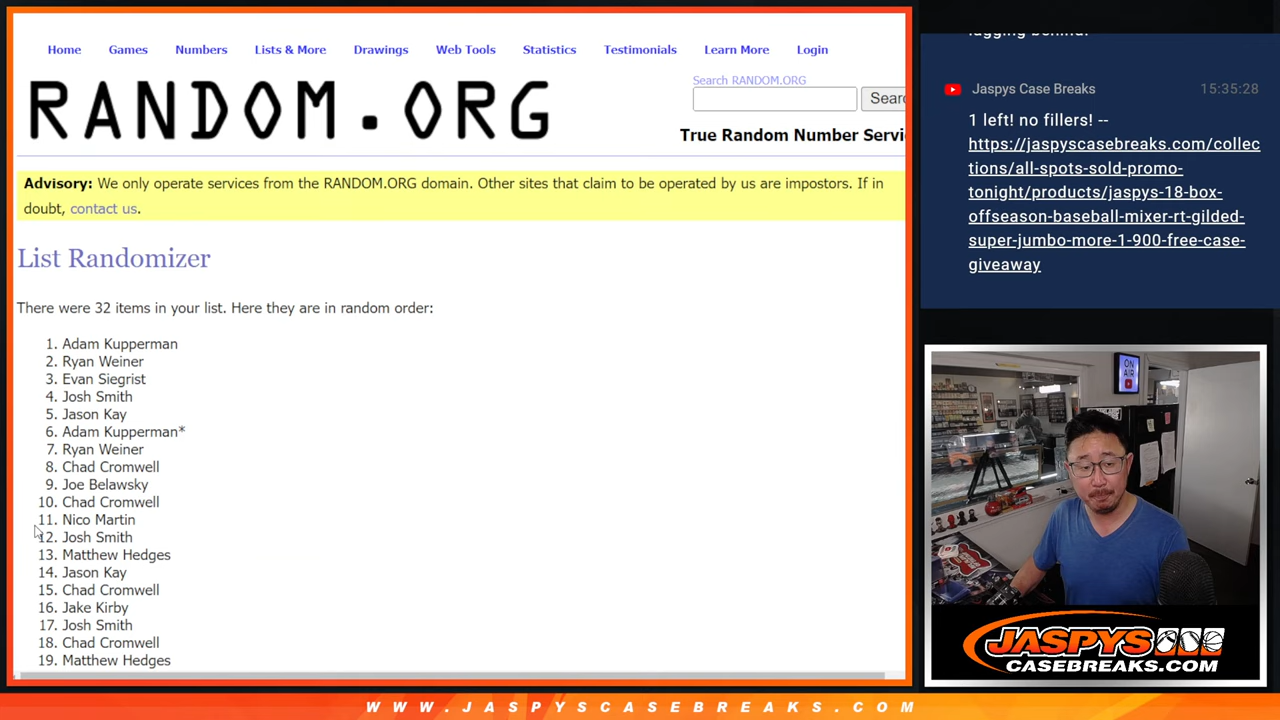 Home Games Numbers Lists & More Drawings Web Tools Statistics Testimonials Learn More Login
RANDOM.ORG
Search RANDOM.ORG
Searc
True Random Number Servi
Advisory: We only operate services from the RANDOM.ORG domain. Other sites that claim to be operated by us are impostors. If in
doubt, contact us.
List Randomizer
There were 32 items in your list. Here they are in random order:
1. Adam Kupperman
2. Ryan Weiner
3. Evan Siegrist
4. Josh Smith
5. Jason Kay
6. Adam Kupperman*
7. Ryan Weiner
8. Chad Cromwell
9. Joe Belawsky
10. Chad Cromwell
11. Nico Martin
12. Josh Smith
13. Matthew Hedges
14. Jason Kay
15. Chad Cromwell
16. Jake Kirby
17. Josh Smith
18. Chad Cromwell
19. Matthew Hedges
lagging behind!
Jaspys Case Breaks 15:35:28
1 left! no fillers! --
https://jaspyscasebreaks.com/collec
tions/all-spots-sold-promo-
tonight/products/jaspys-18-box-
offseason-baseball-mixer-rt-gilded-
super-jumbo-more-1-900-free-case-
giveaway
ON
AIR
JASPYS
CASEBREAKS.COM
WWW.JASPYSCASEBREAKS.COM